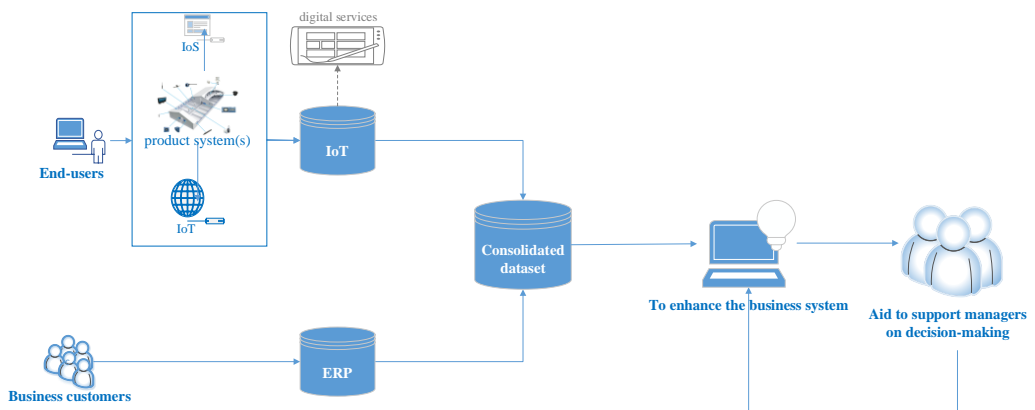 digital services
IoS
product system(s)
IoT
End-users
IoT
Consolidated
dataset
To enhance the business system
Aid to support managers
on decision-making
ERP
Business customers